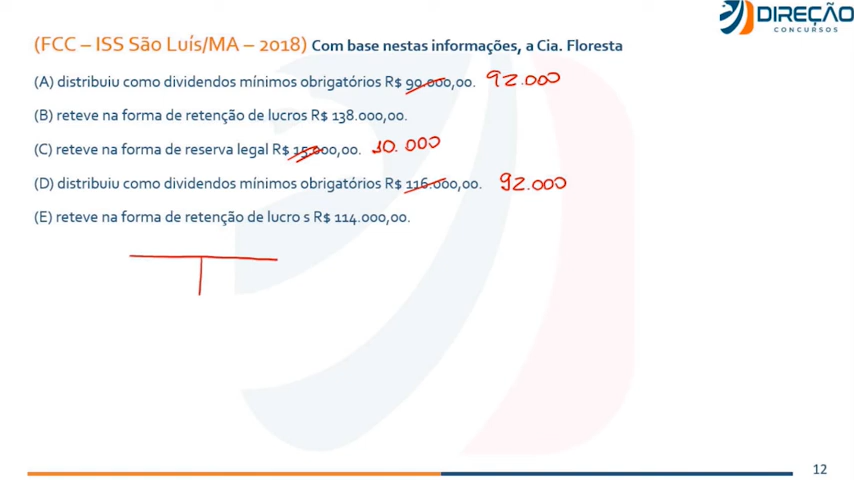 DIREÇÃO
CONCURSOS
(FCC – ISS São Luís/MA – 2018) Com base nestas informações, a Cia. Floresta
(A) distribuiu como dividendos mínimos obrigatórios R$ 90.000,00. 92.000
(B) reteve na forma de retenção de lucros R$ 138.000,00.
(C) reteve na forma de reserva legal R$ 15.000,00. 10.000
(D) distribuiu como dividendos mínimos obrigatórios R$ 116.000,00. 92.000
(E) reteve na forma de retenção de lucro s R$ 114.000,00.
12